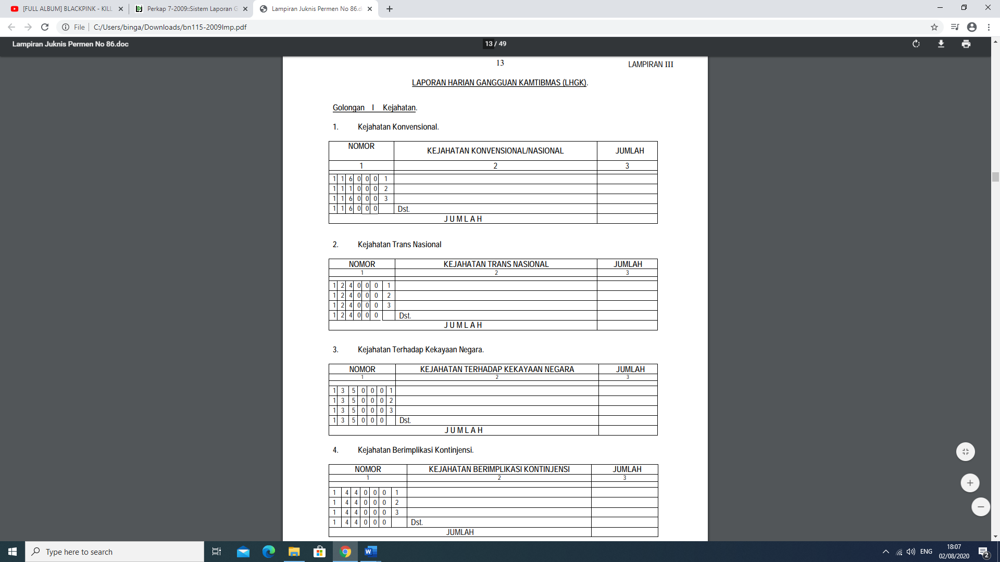 [FULL ALBUM] BLACKPINK - KILL
Perkap 7-2009::Sistem Laporan G
Lampiran Juknis Permen No 86.d
File C:/Users/binga/Downloads/bn115-2009lmp.pdf
Lampiran Juknis Permen No 86.doc
13 / 49
13
LAMPIRAN III
LAPORAN HARIAN GANGGUAN KAMTIBMAS (LHGK).
Golongan I Kejahatan.
1. Kejahatan Konvensional.
NOMOR KEJAHATAN KONVENSIONAL/NASIONAL JUMLAH
1 2 3
1 1 6 0 0 0 1
1 1 1 0 0 0 2
1 1 6 0 0 0 3
1 1 6 0 0 0 Dst.
J U M L A H
2. Kejahatan Trans Nasional
NOMOR KEJAHATAN TRANS NASIONAL JUMLAH
1 2 3
1 2 4 0 0 0 1
1 2 4 0 0 0 2
1 2 4 0 0 0 3
1 2 4 0 0 0 Dst.
J U M L A H
3. Kejahatan Terhadap Kekayaan Negara.
NOMOR KEJAHATAN TERHADAP KEKAYAAN NEGARA JUMLAH
1 2 3
1 3 5 0 0 0 1
1 3 5 0 0 0 2
1 3 5 0 0 0 3
1 3 5 0 0 0 Dst.
J U M L A H
4. Kejahatan Berimplikasi Kontinjensi.
NOMOR KEJAHATAN BERIMPLIKASI KONTINJENSI JUMLAH
1 2 3
1 4 4 0 0 0 1
1 4 4 0 0 0 2
1 4 4 0 0 0 3
1 4 4 0 0 0 Dst.
JUMLAH
Type here to search
ENG
18:07
02/08/2020
2